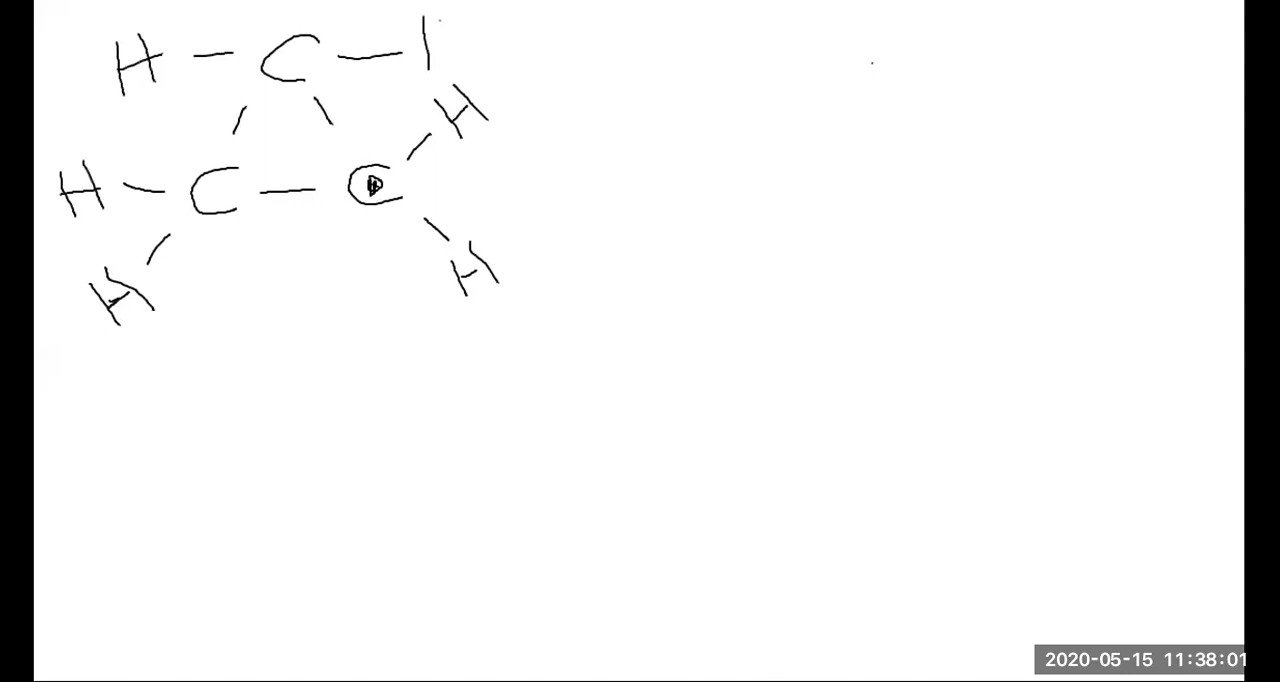 H – C – I
H
H – C – C
H
H
2020-05-15 11:38:01